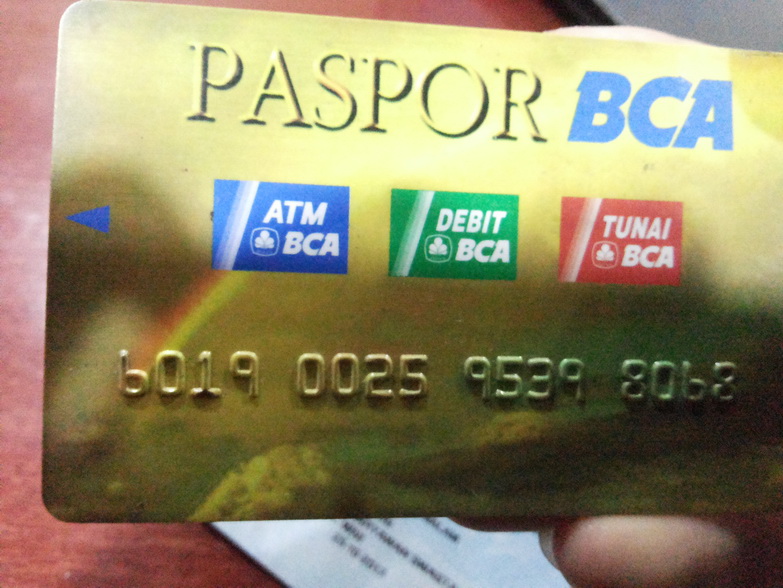 PASPOR BCA
ATM BCA
DEBIT BCA
TUNAI BCA
6019 0025 9539 8068